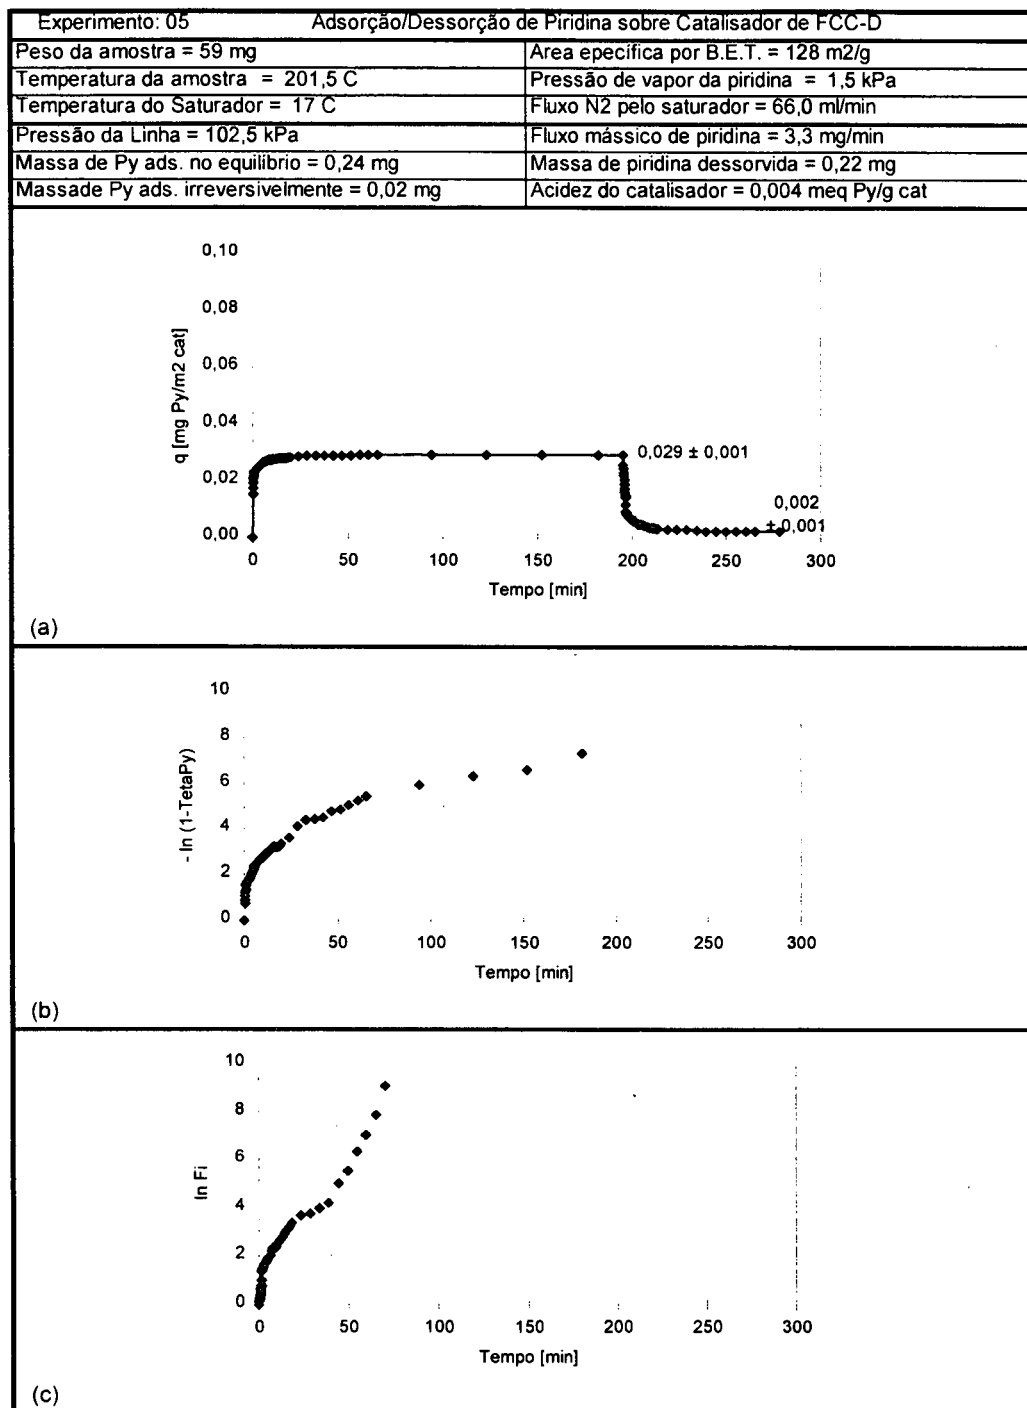 Experimento: 05 Adsorção/Dessorção de Piridina sobre Catalisador de FCC-D
Peso da amostra = 59 mg Area epecífica por B.E.T. = 128 m2/g
Temperatura da amostra = 201,5 C Pressão de vapor da piridina = 1,5 kPa
Temperatura do Saturador = 17 C Fluxo N2 pelo saturador = 66,0 ml/min
Pressão da Linha = 102,5 kPa Fluxo mássico de piridina = 3,3 mg/min
Massa de Py ads. no equilíbrio = 0,24 mg Massa de piridina dessorvida = 0,22 mg
Massade Py ads. irreversivelmente = 0,02 mg Acidez do catalisador = 0,004 meq Py/g cat
q [mg Py/m2 cat]
0,10
0,08
0,06
0,04
0,02
0,00
0,029 ± 0,001
0,002
± 0,001
0 50 100 150 200 250 300
Tempo [min]
(a)
- ln (1-TetaPy)
10
8
6
4
2
0
0 50 100 150 200 250 300
Tempo [min]
(b)
ln Fi
10
8
6
4
2
0
0 50 100 150 200 250 300
Tempo [min]
(c)